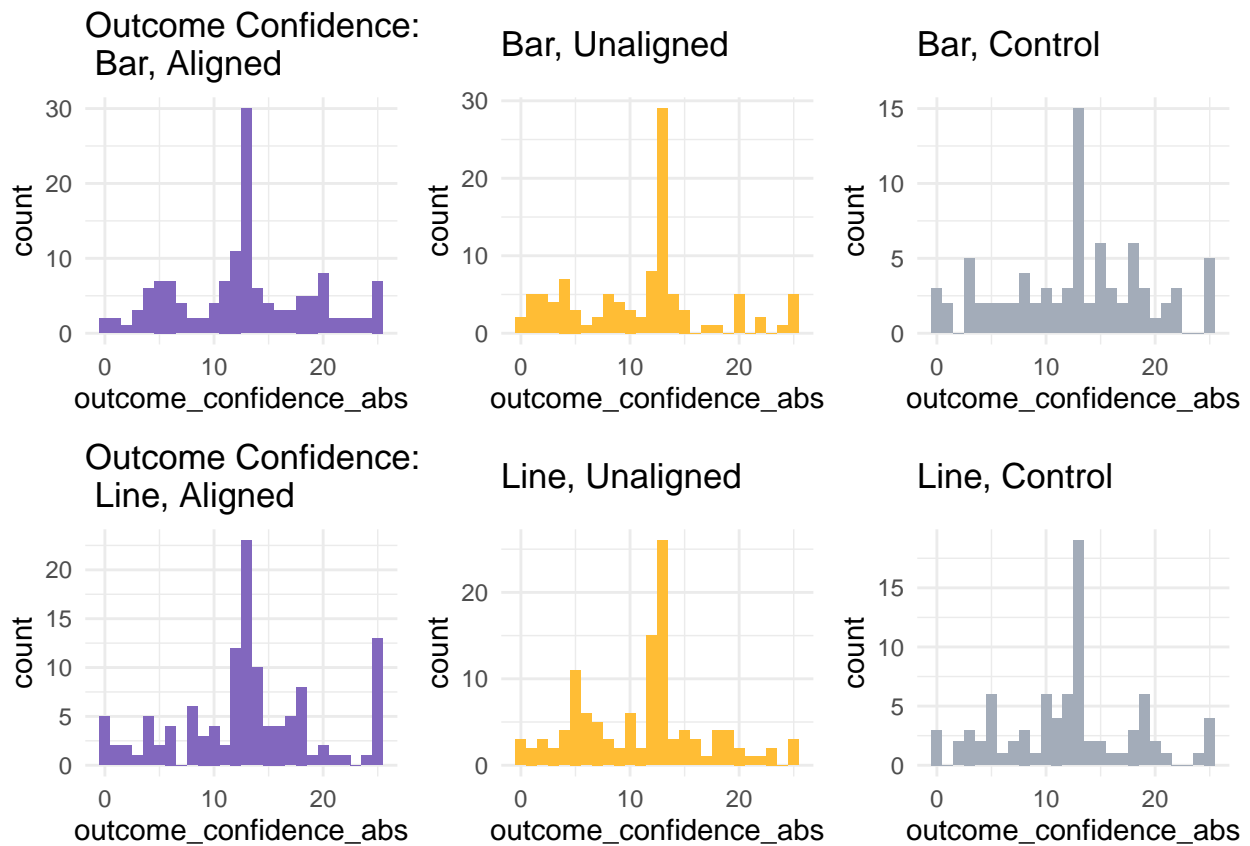 Outcome Confidence:
Bar, Aligned
Bar, Unaligned
Bar, Control
30
20
10
0
count
0 10 20
outcome_confidence_abs
30
20
10
0
count
0 10 20
outcome_confidence_abs
15
10
5
0
count
0 10 20
outcome_confidence_abs
Outcome Confidence:
Line, Aligned
Line, Unaligned
Line, Control
20
15
10
5
0
count
0 10 20
outcome_confidence_abs
20
10
0
count
0 10 20
outcome_confidence_abs
15
10
5
0
count
0 10 20
outcome_confidence_abs